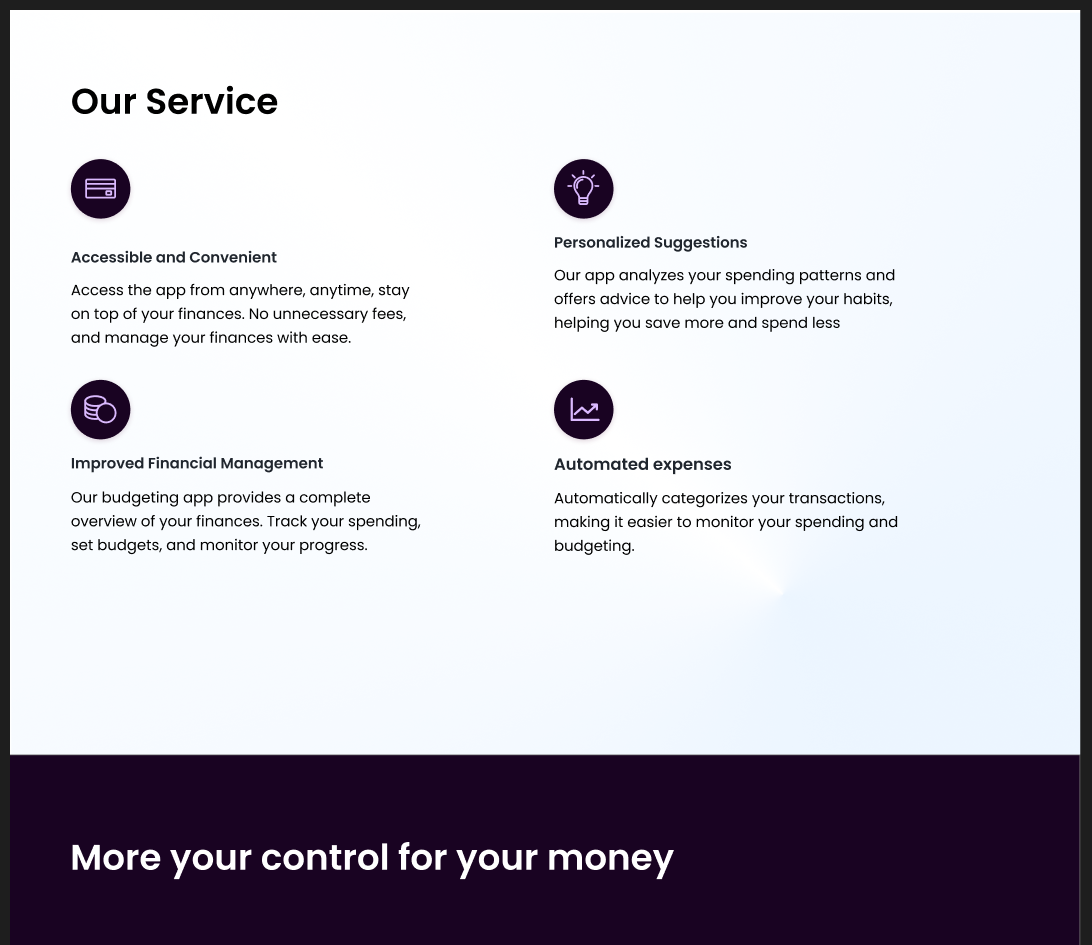 Our Service
Accessible and Convenient
Access the app from anywhere, anytime, stay
on top of your finances. No unnecessary fees,
and manage your finances with ease.
Personalized Suggestions
Our app analyzes your spending patterns and
offers advice to help you improve your habits,
helping you save more and spend less
Improved Financial Management
Our budgeting app provides a complete
overview of your finances. Track your spending,
set budgets, and monitor your progress.
Automated expenses
Automatically categorizes your transactions,
making it easier to monitor your spending and
budgeting.
More your control for your money